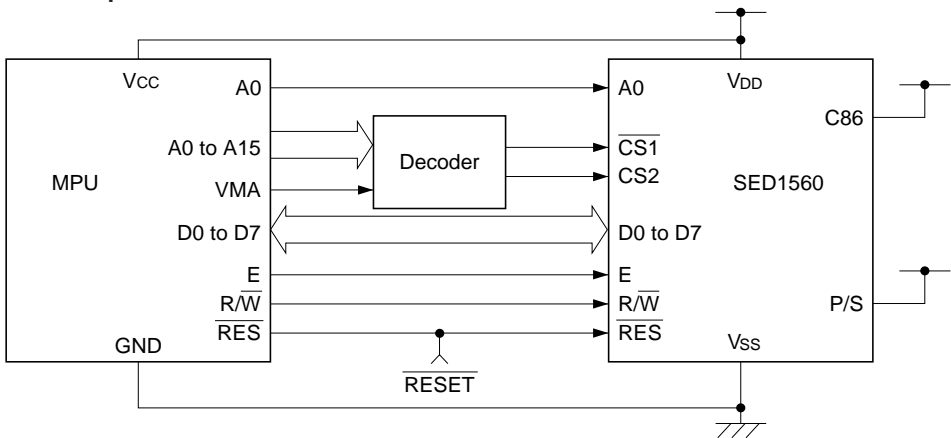 VCC
VDD
A0
A0
C86
A0 to A15
Decoder
CS1
MPU
VMA
CS2
SED1560
D0 to D7
D0 to D7
E
E
R/W
R/W
P/S
RES
RES
GND
VSS
RESET